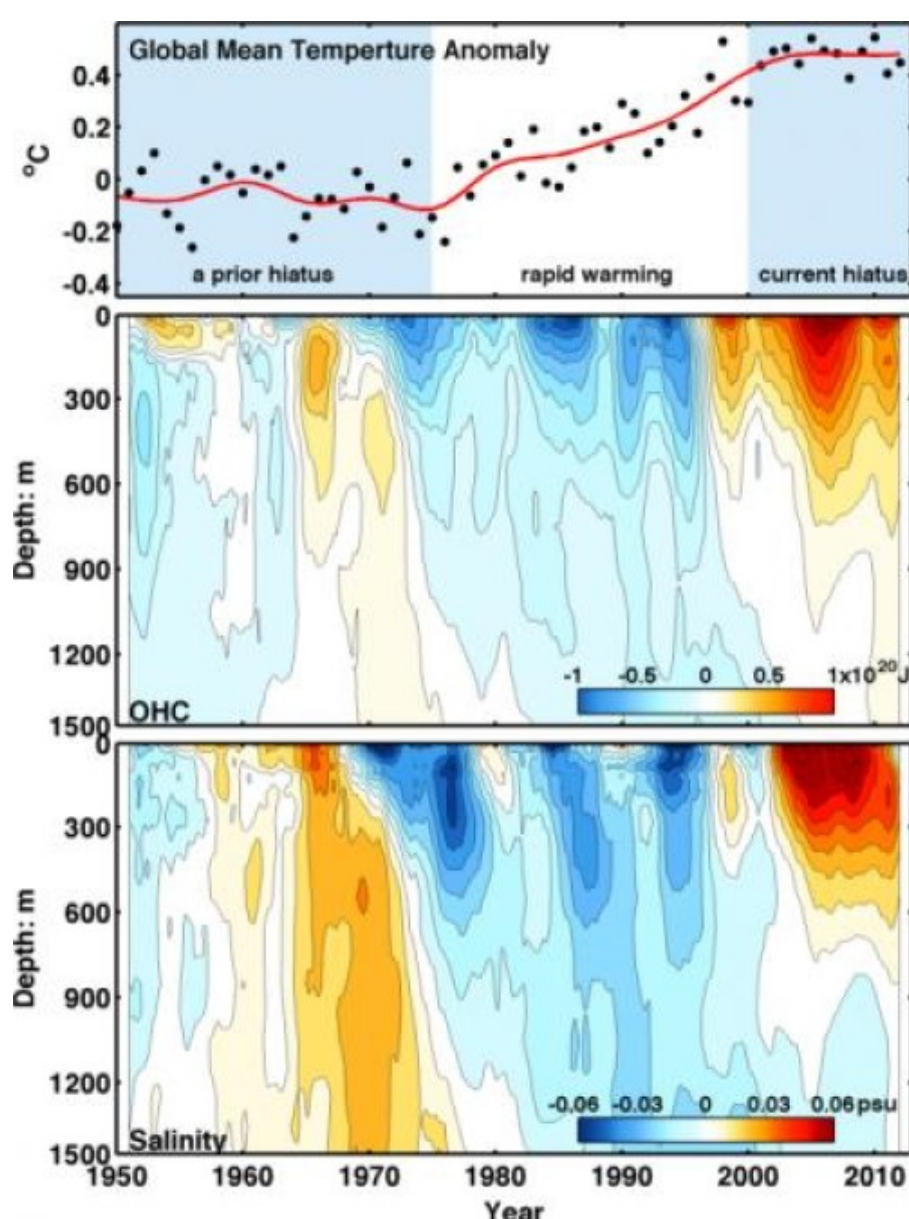 Global Mean Temperture Anomaly
0.4
0.2
0
-0.2
-0.4
°C
a prior hiatus
rapid warming
current hiatus
0
300
600
900
1200
1500
Depth: m
-1 -0.5 0 0.5 1x10²⁰J
OHC
0
300
600
900
1200
1500
Depth: m
-0.06 -0.03 0 0.03 0.06psu
Salinity
1950 1960 1970 1980 1990 2000 2010
Year